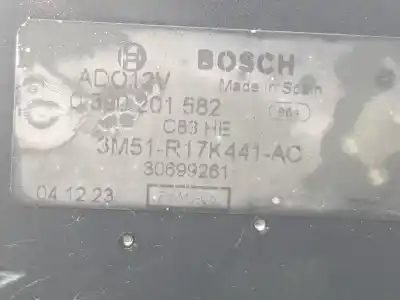 BOSCH
ADO12V
Made in Spain
0 390 201 582
C83 HE
3M51-R17K441-AC
30699261
04 12 23